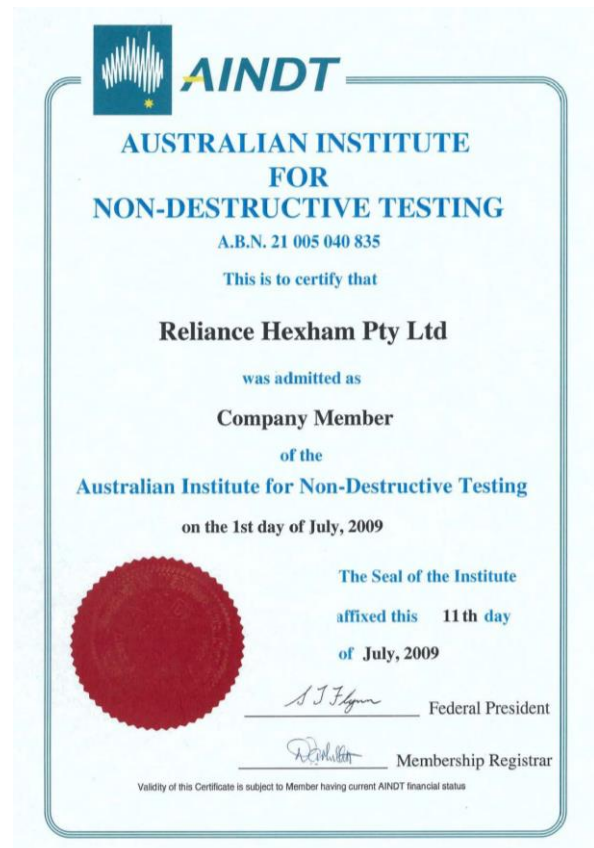 AINDT
AUSTRALIAN INSTITUTE
FOR
NON-DESTRUCTIVE TESTING
A.B.N. 21 005 040 835
This is to certify that
Reliance Hexham Pty Ltd
was admitted as
Company Member
of the
Australian Institute for Non-Destructive Testing
on the 1st day of July, 2009
The Seal of the Institute
affixed this 11th day
of July, 2009
S J Flynn Federal President
Membership Registrar
Validity of this Certificate is subject to Member having current AINDT financial status